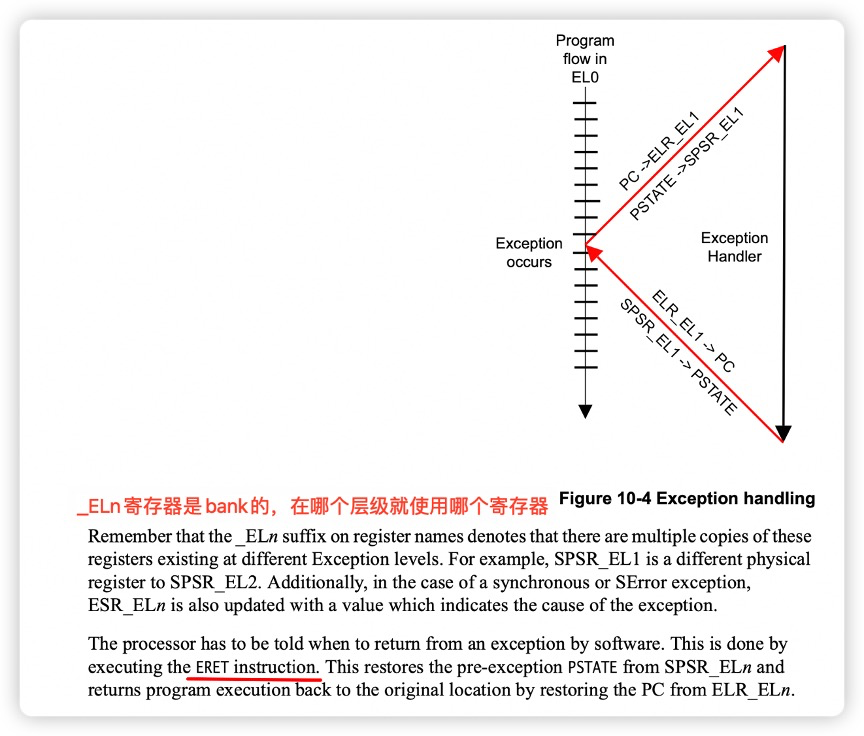 Program
flow in
EL0
PC ->ELR_EL1
PSTATE ->SPSR_EL1
Exception
occurs
Exception
Handler
ELR_EL1 -> PC
SPSR_EL1 -> PSTATE
_ELn寄存器是bank的，在哪个层级就使用哪个寄存器
Figure 10-4 Exception handling
Remember that the _ELn suffix on register names denotes that there are multiple copies of these
registers existing at different Exception levels. For example, SPSR_EL1 is a different physical
register to SPSR_EL2. Additionally, in the case of a synchronous or SError exception,
ESR_ELn is also updated with a value which indicates the cause of the exception.
The processor has to be told when to return from an exception by software. This is done by
executing the ERET instruction. This restores the pre-exception PSTATE from SPSR_ELn and
returns program execution back to the original location by restoring the PC from ELR_ELn.